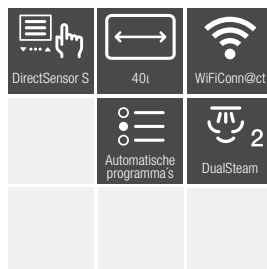 DirectSensor S
40ι
WiFiConn@ct
Automatische
programma's
2
DualSteam